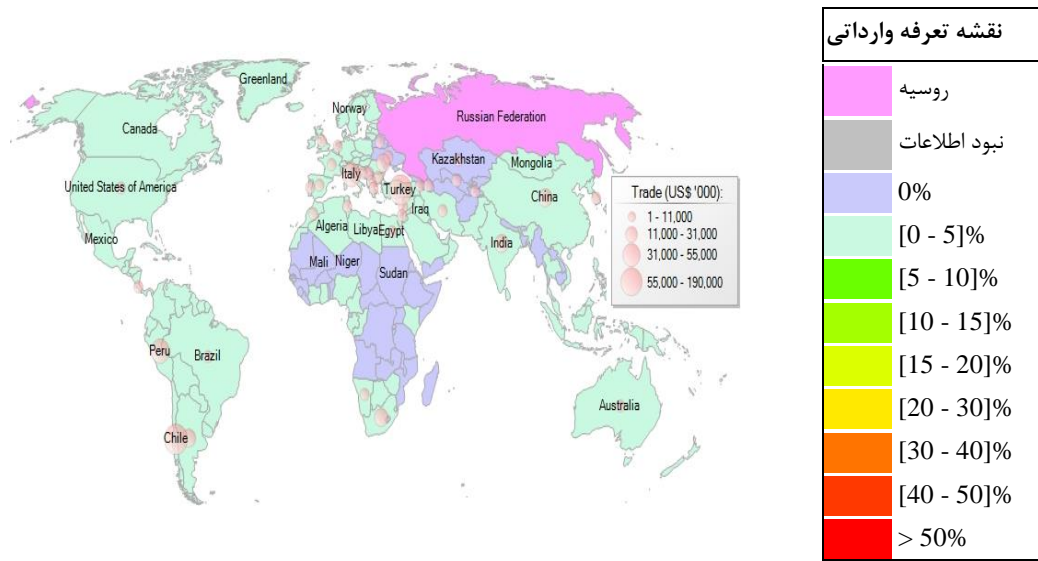 Greenland
Norway
Russian Federation
Canada
Kazakhstan
Mongolia
Italy
United States of America
Turkey
China
Iraq
Algeria
Libya
Egypt
Mexico
India
Mali
Niger
Sudan
Peru
Brazil
Australia
Chile
Trade (US$ '000):
1 - 11,000
11,000 - 31,000
31,000 - 55,000
55,000 - 190,000
نقشه تعرفه وارداتی
روسیه
نبود اطلاعات
0%
[0 - 5]%
[5 - 10]%
[10 - 15]%
[15 - 20]%
[20 - 30]%
[30 - 40]%
[40 - 50]%
> 50%